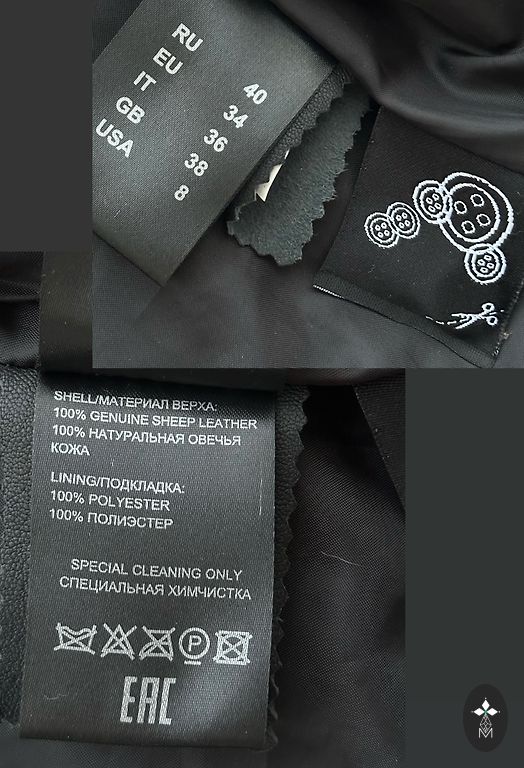 RU 40
EU 34
IT 36
GB 38
USA 8
SHELL/МАТЕРИАЛ ВЕРХА:
100% GENUINE SHEEP LEATHER
100% НАТУРАЛЬНАЯ ОВЕЧЬЯ
КОЖА
LINING/ПОДКЛАДКА:
100% POLYESTER
100% ПОЛИЭСТЕР
SPECIAL CLEANING ONLY
СПЕЦИАЛЬНАЯ ХИМЧИСТКА
P
EAC